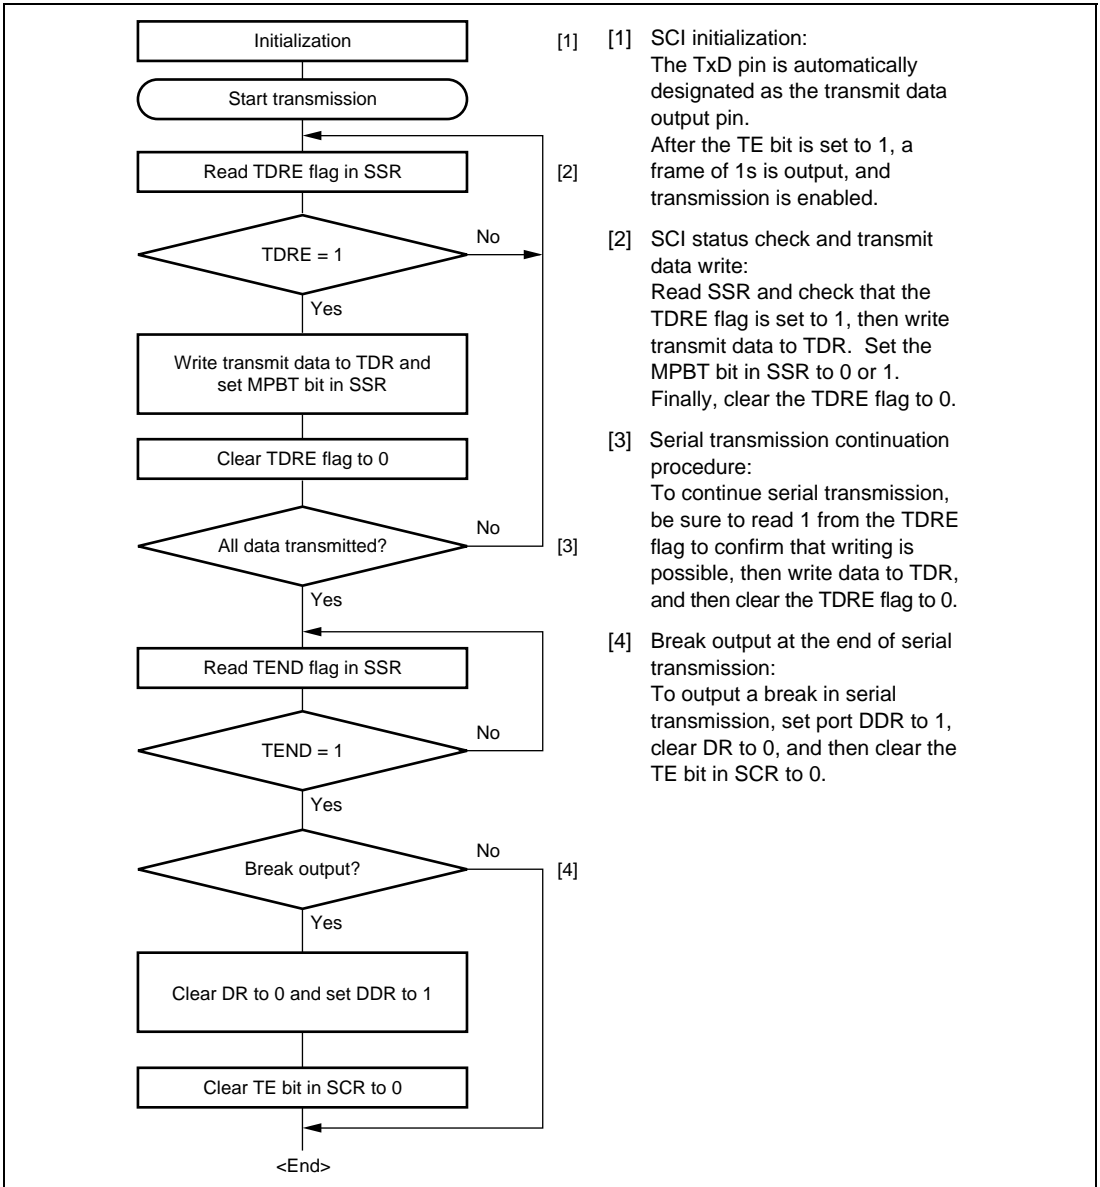 Initialization
[1]
Start transmission
Read TDRE flag in SSR
[2]
TDRE = 1
No
Yes
Write transmit data to TDR and
set MPBT bit in SSR
Clear TDRE flag to 0
All data transmitted?
No
[3]
Yes
Read TEND flag in SSR
TEND = 1
No
Yes
Break output?
No
[4]
Yes
Clear DR to 0 and set DDR to 1
Clear TE bit in SCR to 0
<End>
[1] SCI initialization:
The TxD pin is automatically
designated as the transmit data
output pin.
After the TE bit is set to 1, a
frame of 1s is output, and
transmission is enabled.
[2] SCI status check and transmit
data write:
Read SSR and check that the
TDRE flag is set to 1, then write
transmit data to TDR. Set the
MPBT bit in SSR to 0 or 1.
Finally, clear the TDRE flag to 0.
[3] Serial transmission continuation
procedure:
To continue serial transmission,
be sure to read 1 from the TDRE
flag to confirm that writing is
possible, then write data to TDR,
and then clear the TDRE flag to 0.
[4] Break output at the end of serial
transmission:
To output a break in serial
transmission, set port DDR to 1,
clear DR to 0, and then clear the
TE bit in SCR to 0.